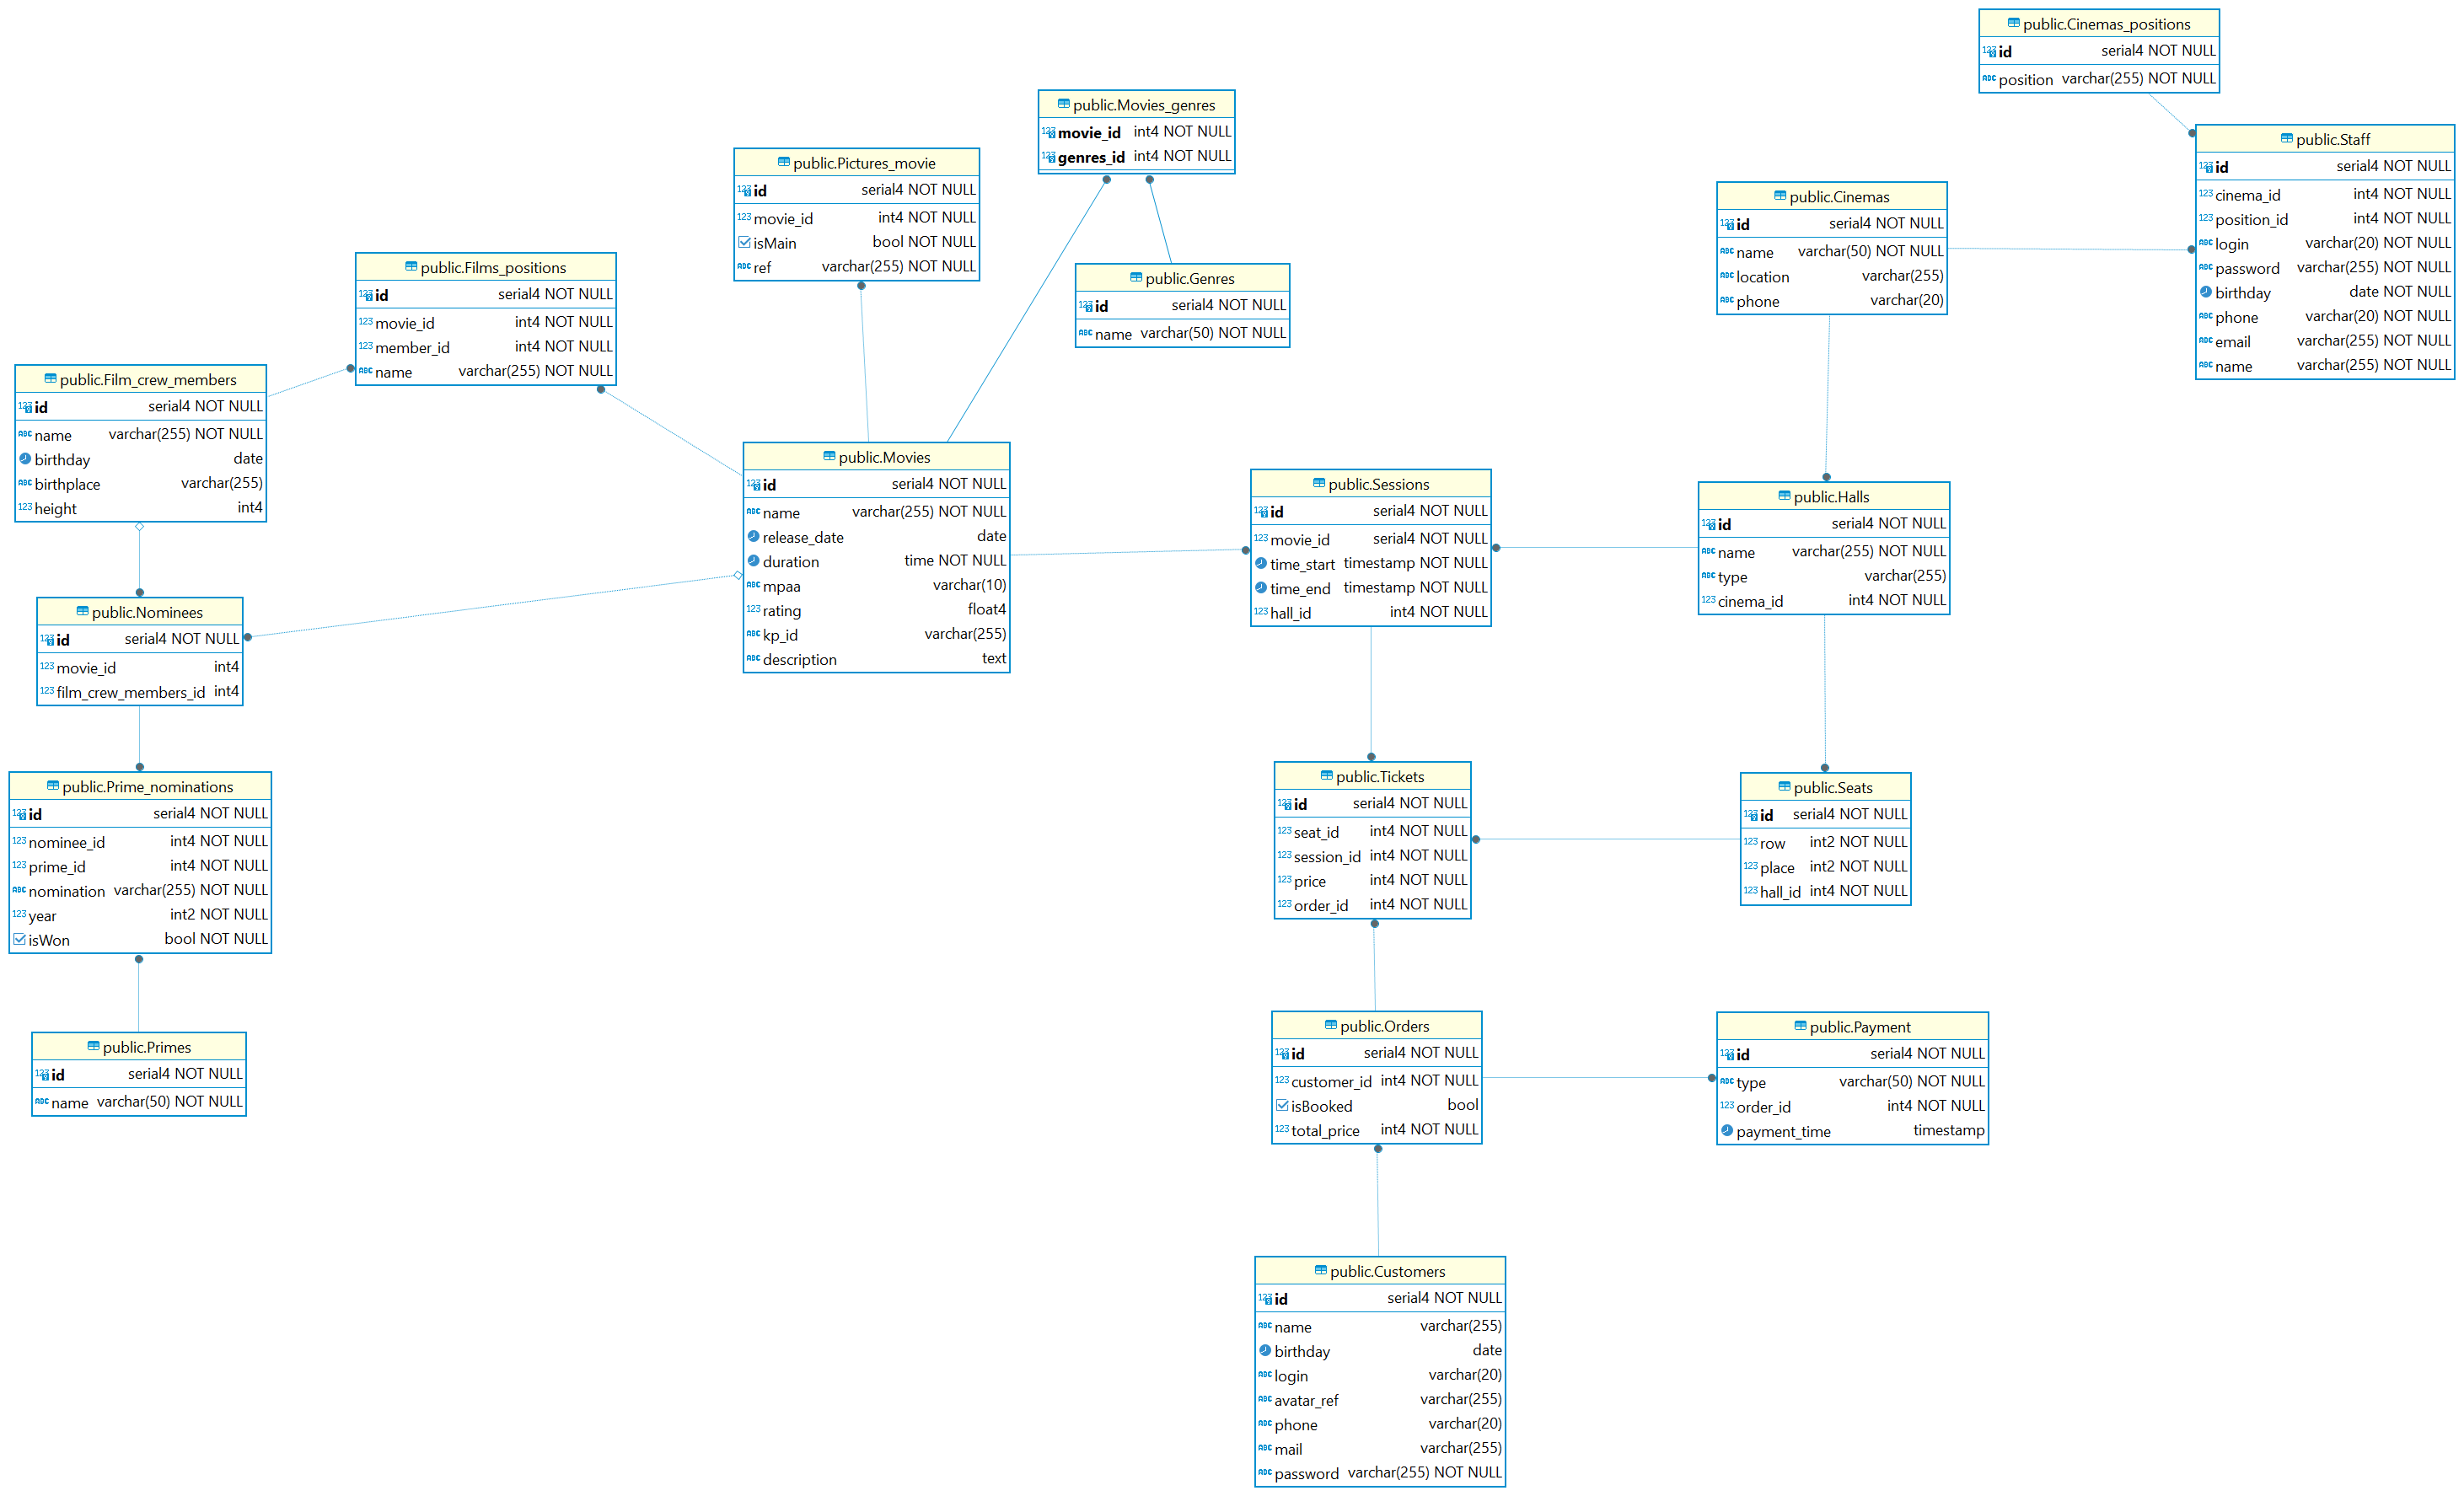 public.Cinemas_positions
id serial4 NOT NULL
position varchar(255) NOT NULL
public.Movies_genres
movie_id int4 NOT NULL
genres_id int4 NOT NULL
public.Staff
id serial4 NOT NULL
cinema_id int4 NOT NULL
position_id int4 NOT NULL
login varchar(20) NOT NULL
password varchar(255) NOT NULL
birthday date NOT NULL
phone varchar(20) NOT NULL
email varchar(255) NOT NULL
name varchar(255) NOT NULL
public.Pictures_movie
id serial4 NOT NULL
movie_id int4 NOT NULL
isMain bool NOT NULL
ref varchar(255) NOT NULL
public.Cinemas
id serial4 NOT NULL
name varchar(50) NOT NULL
location varchar(255)
phone varchar(20)
public.Films_positions
id serial4 NOT NULL
movie_id int4 NOT NULL
member_id int4 NOT NULL
name varchar(255) NOT NULL
public.Genres
id serial4 NOT NULL
name varchar(50) NOT NULL
public.Film_crew_members
id serial4 NOT NULL
name varchar(255) NOT NULL
birthday date
birthplace varchar(255)
height int4
public.Movies
id serial4 NOT NULL
name varchar(255) NOT NULL
release_date date
duration time NOT NULL
mpaa varchar(10)
rating float4
kp_id varchar(255)
description text
public.Sessions
id serial4 NOT NULL
movie_id serial4 NOT NULL
time_start timestamp NOT NULL
time_end timestamp NOT NULL
hall_id int4 NOT NULL
public.Halls
id serial4 NOT NULL
name varchar(255) NOT NULL
type varchar(255)
cinema_id int4 NOT NULL
public.Nominees
id serial4 NOT NULL
movie_id int4
film_crew_members_id int4
public.Prime_nominations
id serial4 NOT NULL
nominee_id int4 NOT NULL
prime_id int4 NOT NULL
nomination varchar(255) NOT NULL
year int2 NOT NULL
isWon bool NOT NULL
public.Tickets
id serial4 NOT NULL
seat_id int4 NOT NULL
session_id int4 NOT NULL
price int4 NOT NULL
order_id int4 NOT NULL
public.Seats
id serial4 NOT NULL
row int2 NOT NULL
place int2 NOT NULL
hall_id int4 NOT NULL
public.Primes
id serial4 NOT NULL
name varchar(50) NOT NULL
public.Orders
id serial4 NOT NULL
customer_id int4 NOT NULL
isBooked bool
total_price int4 NOT NULL
public.Payment
id serial4 NOT NULL
type varchar(50) NOT NULL
order_id int4 NOT NULL
payment_time timestamp
public.Customers
id serial4 NOT NULL
name varchar(255)
birthday date
login varchar(20)
avatar_ref varchar(255)
phone varchar(20)
mail varchar(255)
password varchar(255) NOT NULL